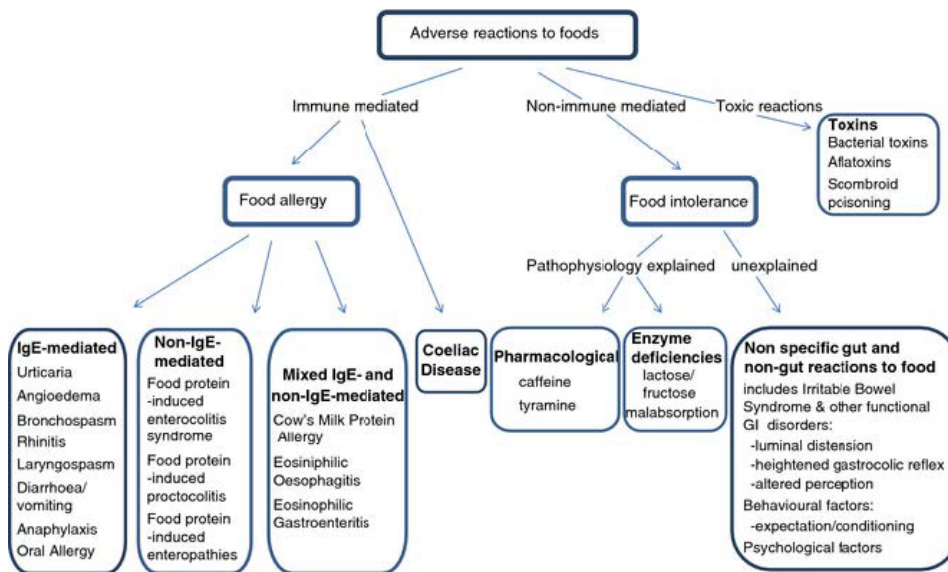 Adverse reactions to foods
Immune mediated
Non-immune mediated
Toxic reactions
Toxins
Bacterial toxins
Aflatoxins
Scombroid
poisoning
Food allergy
Food intolerance
Pathophysiology explained
unexplained
IgE-mediated
Urticaria
Angioedema
Bronchospasm
Rhinitis
Laryngospasm
Diarrhoea/
vomiting
Anaphylaxis
Oral Allergy
Non-IgE-
mediated
Food protein
-induced
enterocolitis
syndrome
Food protein
-induced
proctocolitis
Food protein
-induced
enteropathies
Mixed IgE- and
non-IgE-mediated
Cow's Milk Protein
Allergy
Eosiniphilic
Oesophagitis
Eosinophilic
Gastroenteritis
Coeliac
Disease
Pharmacological
caffeine
tyramine
Enzyme
deficiencies
lactose/
fructose
malabsorption
Non specific gut and
non-gut reactions to food
includes Irritable Bowel
Syndrome & other functional
GI disorders:
-luminal distension
-heightened gastrocolic reflex
-altered perception
Behavioural factors:
-expectation/conditioning
Psychological factors